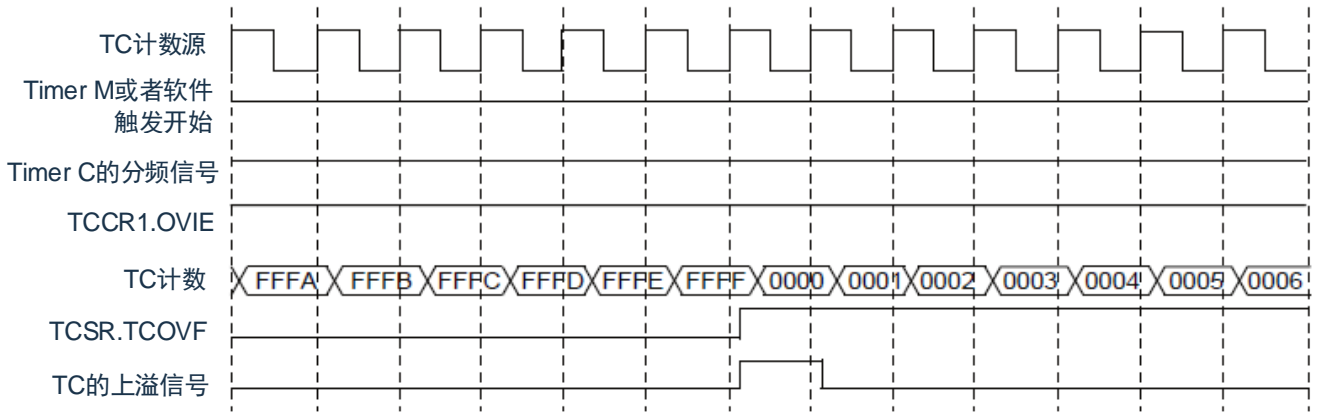 TC计数源
Timer M或者软件
触发开始
Timer C的分频信号
TCCR1.OVIE
TC计数 FFFA FFFB FFFC FFFD FFFE FFFF 0000 0001 0002 0003 0004 0005 0006
TCSR.TCOVF
TC的上溢信号